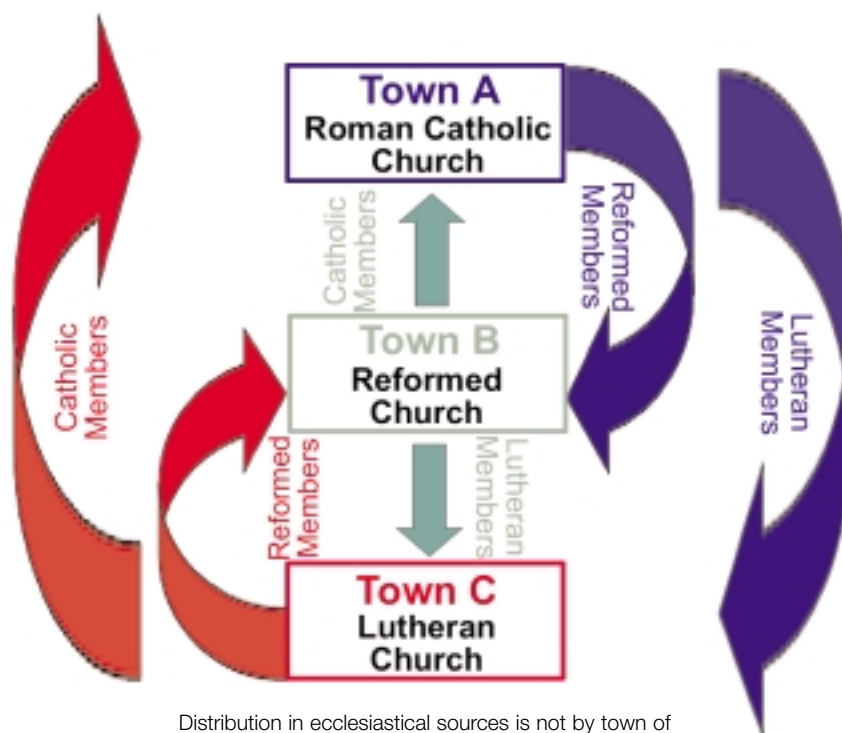 Town A
Roman Catholic
Church
Catholic
Members
Reformed
Members
Catholic
Members
Town B
Reformed
Church
Lutheran
Members
Reformed
Members
Lutheran
Members
Town C
Lutheran
Church
Distribution in ecclesiastical sources is not by town of